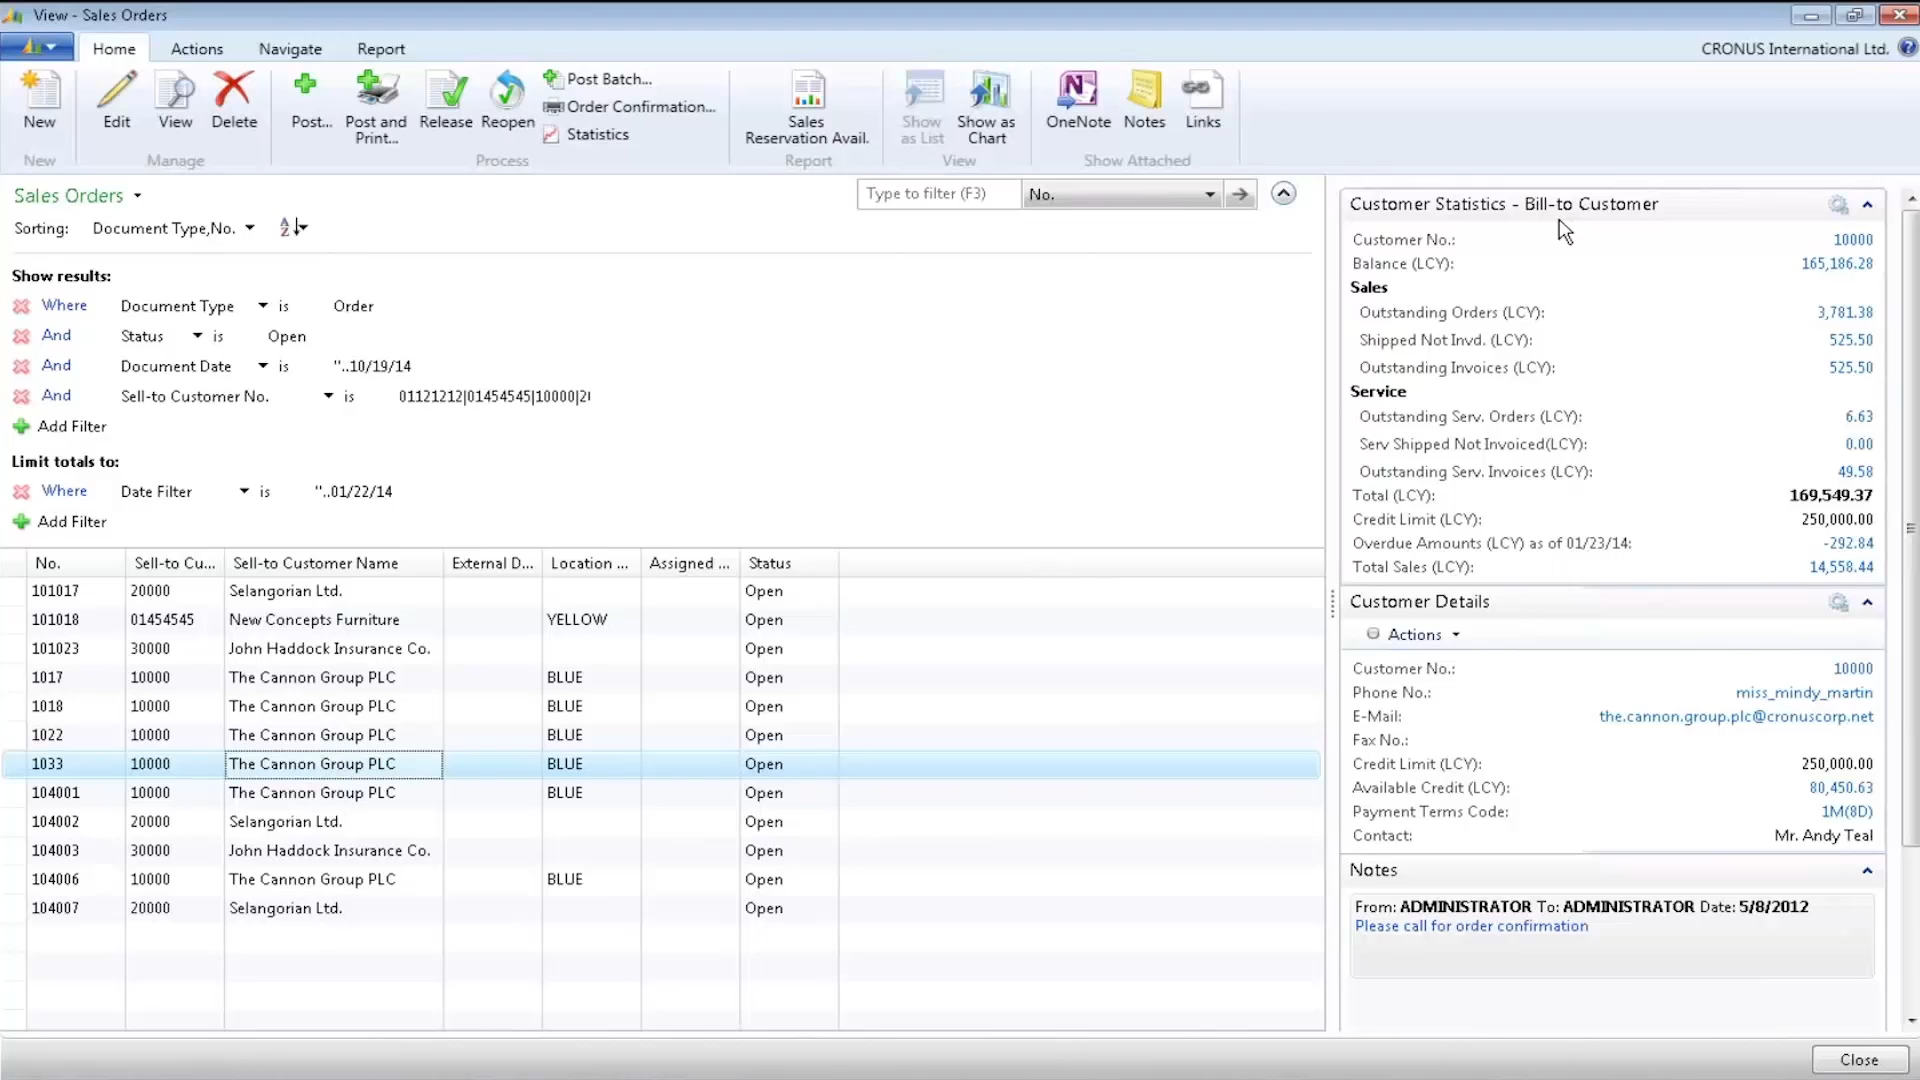 View - Sales Orders
Home Actions Navigate Report CRONUS International Ltd.
New Edit View Delete Post... Post and Print... Release Reopen
Post Batch...
Order Confirmation...
Statistics
Sales Reservation Avail. Show as List Show as Chart OneNote Notes Links
New Manage Process Report View Show Attached
Sales Orders
Type to filter (F3) No.
Sorting: Document Type,No. A Z
Show results:
Where Document Type is Order
And Status is Open
And Document Date is ''..10/19/14
And Sell-to Customer No. is 01121212|01454545|10000|2
Add Filter
Limit totals to:
Where Date Filter is ''..01/22/14
Add Filter
No. Sell-to Cu... Sell-to Customer Name External D... Location ... Assigned ... Status
101017 20000 Selangorian Ltd. Open
101018 01454545 New Concepts Furniture YELLOW Open
101023 30000 John Haddock Insurance Co. Open
1017 10000 The Cannon Group PLC BLUE Open
1018 10000 The Cannon Group PLC BLUE Open
1022 10000 The Cannon Group PLC BLUE Open
1033 10000 The Cannon Group PLC BLUE Open
104001 10000 The Cannon Group PLC BLUE Open
104002 20000 Selangorian Ltd. Open
104003 30000 John Haddock Insurance Co. Open
104006 10000 The Cannon Group PLC BLUE Open
104007 20000 Selangorian Ltd. Open
Customer Statistics - Bill-to Customer
Customer No.: 10000
Balance (LCY): 165,186.28
Sales
Outstanding Orders (LCY): 3,781.38
Shipped Not Invd. (LCY): 525.50
Outstanding Invoices (LCY): 525.50
Service
Outstanding Serv. Orders (LCY): 6.63
Serv Shipped Not Invoiced(LCY): 0.00
Outstanding Serv. Invoices (LCY): 49.58
Total (LCY): 169,549.37
Credit Limit (LCY): 250,000.00
Overdue Amounts (LCY) as of 01/23/14: -292.84
Total Sales (LCY): 14,558.44
Customer Details
Actions
Customer No.: 10000
Phone No.: miss_mindy_martin
E-Mail: the.cannon.group.plc@cronuscorp.net
Fax No.:
Credit Limit (LCY): 250,000.00
Available Credit (LCY): 80,450.63
Payment Terms Code: 1M(8D)
Contact: Mr. Andy Teal
Notes
From: ADMINISTRATOR To: ADMINISTRATOR Date: 5/8/2012
Please call for order confirmation
Close